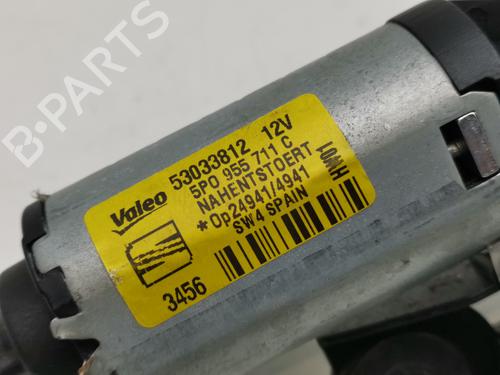 B-PARTS
Valeo
53033812 12V
5P0 955 711 C
NAHENTSTOERT
*Op24941/4941
SW4 SPAIN
3456